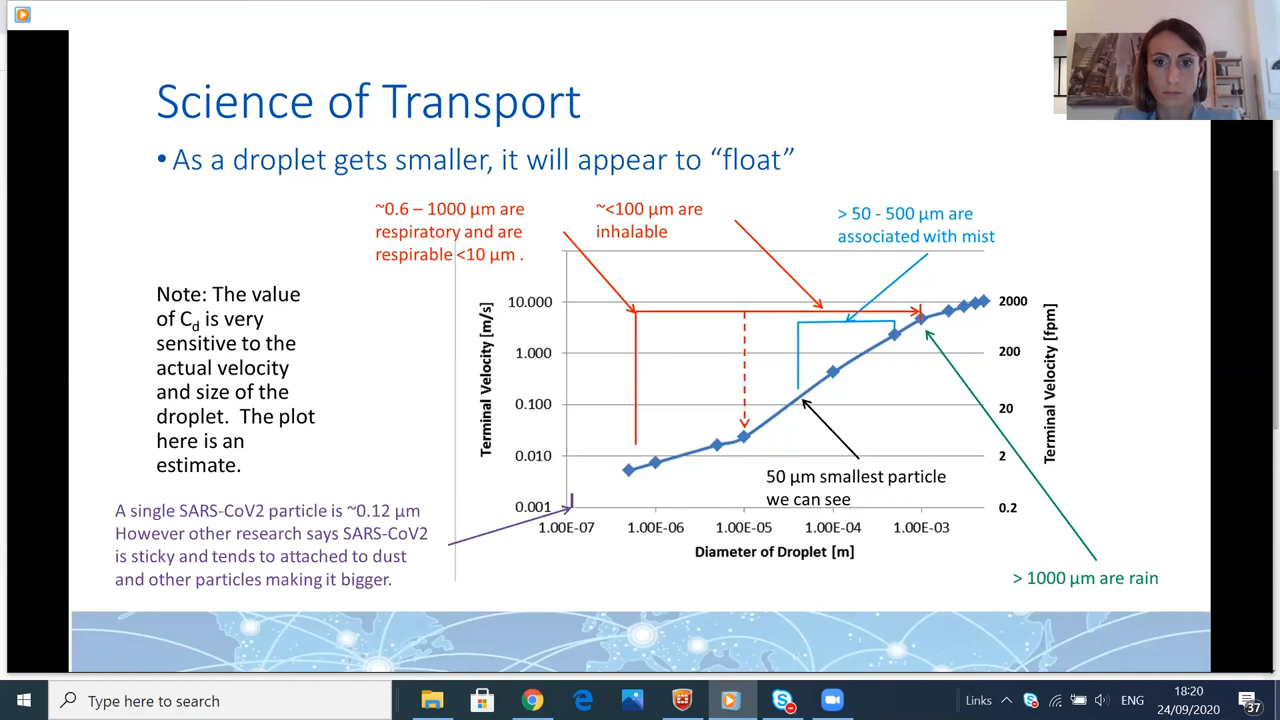 Science of Transport
• As a droplet gets smaller, it will appear to “float”
~0.6 – 1000 µm are
respiratory and are
respirable <10 µm .
~<100 µm are
inhalable
> 50 - 500 µm are
associated with mist
Note: The value
of Cd is very
sensitive to the
actual velocity
and size of the
droplet. The plot
here is an
estimate.
Terminal Velocity [m/s]
10.000
1.000
0.100
0.010
0.001
2000
200
20
2
0.2
Terminal Velocity [fpm]
50 µm smallest particle
we can see
1.00E-07 1.00E-06 1.00E-05 1.00E-04 1.00E-03
Diameter of Droplet [m]
A single SARS-CoV2 particle is ~0.12 µm
However other research says SARS-CoV2
is sticky and tends to attached to dust
and other particles making it bigger.
> 1000 µm are rain
Type here to search
Links
ENG
18:20
24/09/2020
37